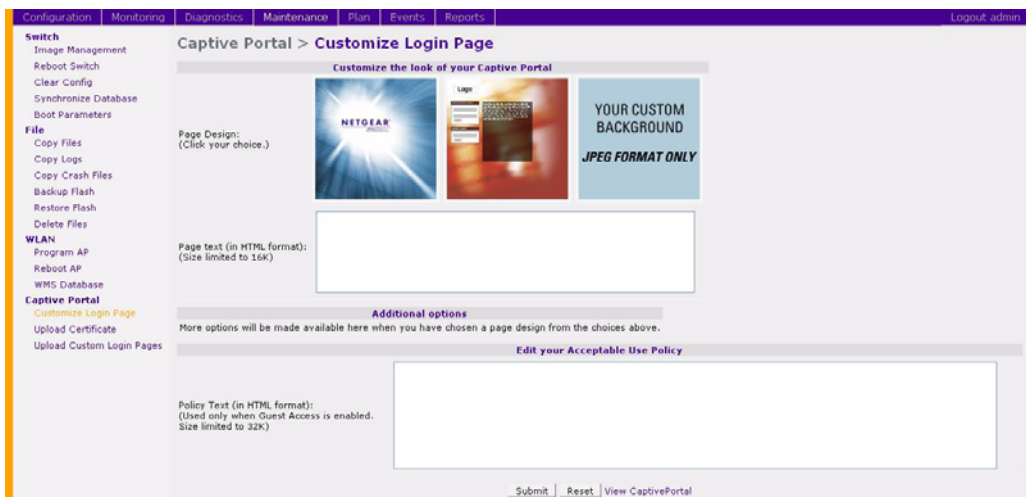 Configuration Monitoring Diagnostics Maintenance Plan Events Reports Logout admin
Switch
Image Management
Reboot Switch
Clear Config
Synchronize Database
Boot Parameters
File
Copy Files
Copy Logs
Copy Crash Files
Backup Flash
Restore Flash
Delete Files
WLAN
Program AP
Reboot AP
WMS Database
Captive Portal
Customize Login Page
Upload Certificate
Upload Custom Login Pages
Captive Portal > Customize Login Page
Customize the look of your Captive Portal
Page Design:
(Click your choice.)
NETGEAR
Logo
YOUR CUSTOM
BACKGROUND
JPEG FORMAT ONLY
Page text (in HTML format):
(Size limited to 16K)
Additional options
More options will be made available here when you have chosen a page design from the choices above.
Edit your Acceptable Use Policy
Policy Text (in HTML format):
(Used only when Guest Access is enabled.
Size limited to 32K)
Submit Reset View CaptivePortal